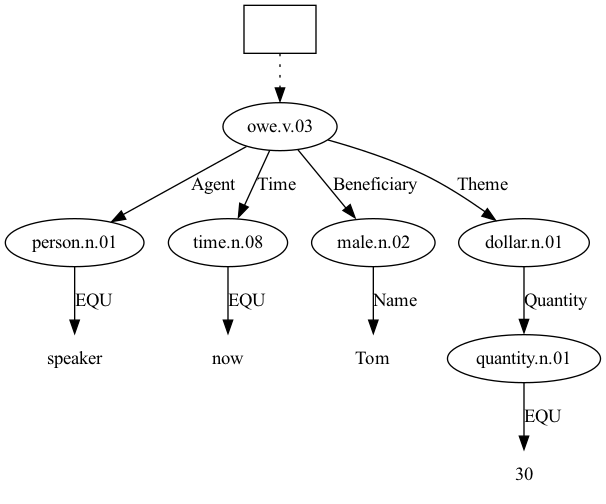 owe.v.03
Agent Time Beneficiary Theme
person.n.01 time.n.08 male.n.02 dollar.n.01
EQU EQU Name Quantity
speaker now Tom quantity.n.01
EQU
30